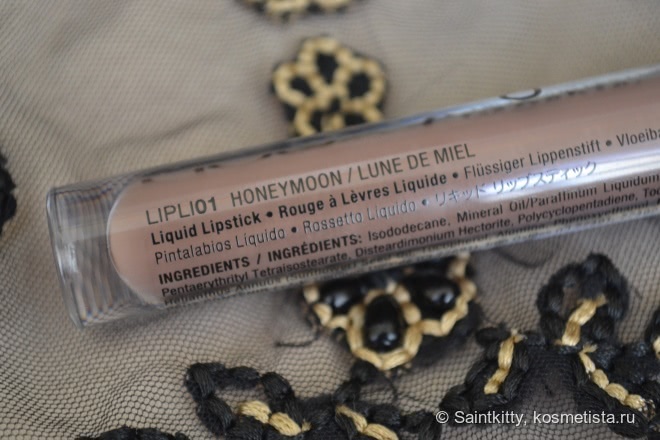 LIPLI01 HONEYMOON / LUNE DE MIEL
Liquid Lipstick • Rouge à Lèvres Liquide • Flüssiger Lippenstift •
Pintalabios Líquido • Rossetto Liquido • リキッド リップスティック
INGREDIENTS / INGRÉDIENTS: Isododecane, Mineral Oil/Paraffinum Liquidum
Pentaerythrityl Tetraisostearate, Disteardimonium Hectorite, Polycyclopentadiene,
© Saintkitty, kosmetista.ru